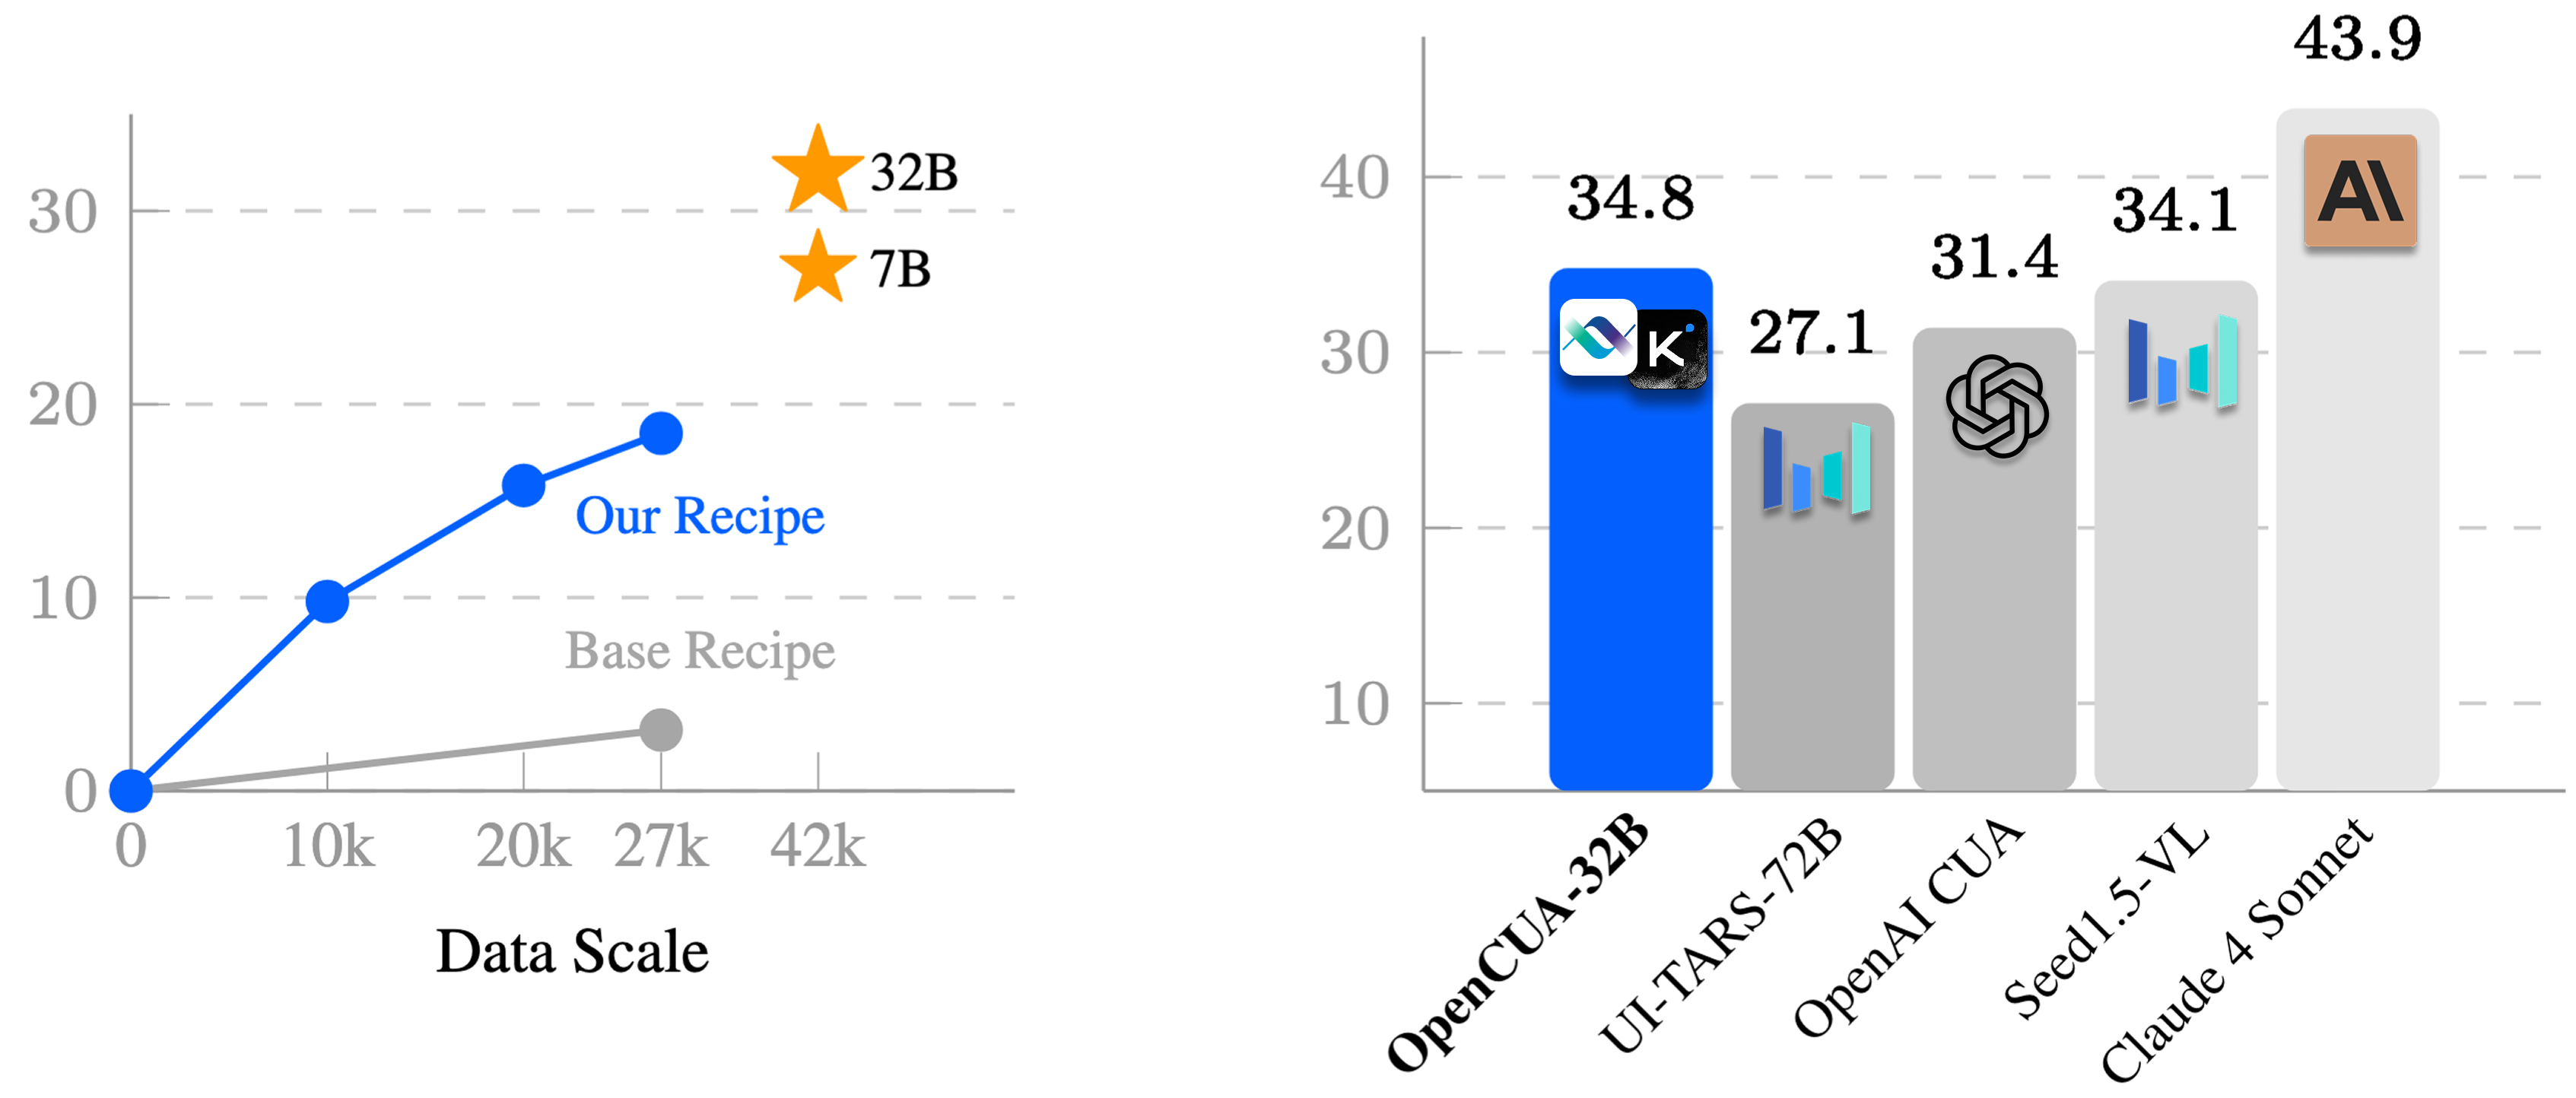 30
20
10
0
32B
7B
Our Recipe
Base Recipe
0 10k 20k 27k 42k
Data Scale
40
30
20
10
34.8
27.1
31.4
34.1
43.9
K
A\
OpenCUA-32B
UI-TARS-72B
OpenAI CUA
Seed1.5-VL
Claude 4 Sonnet